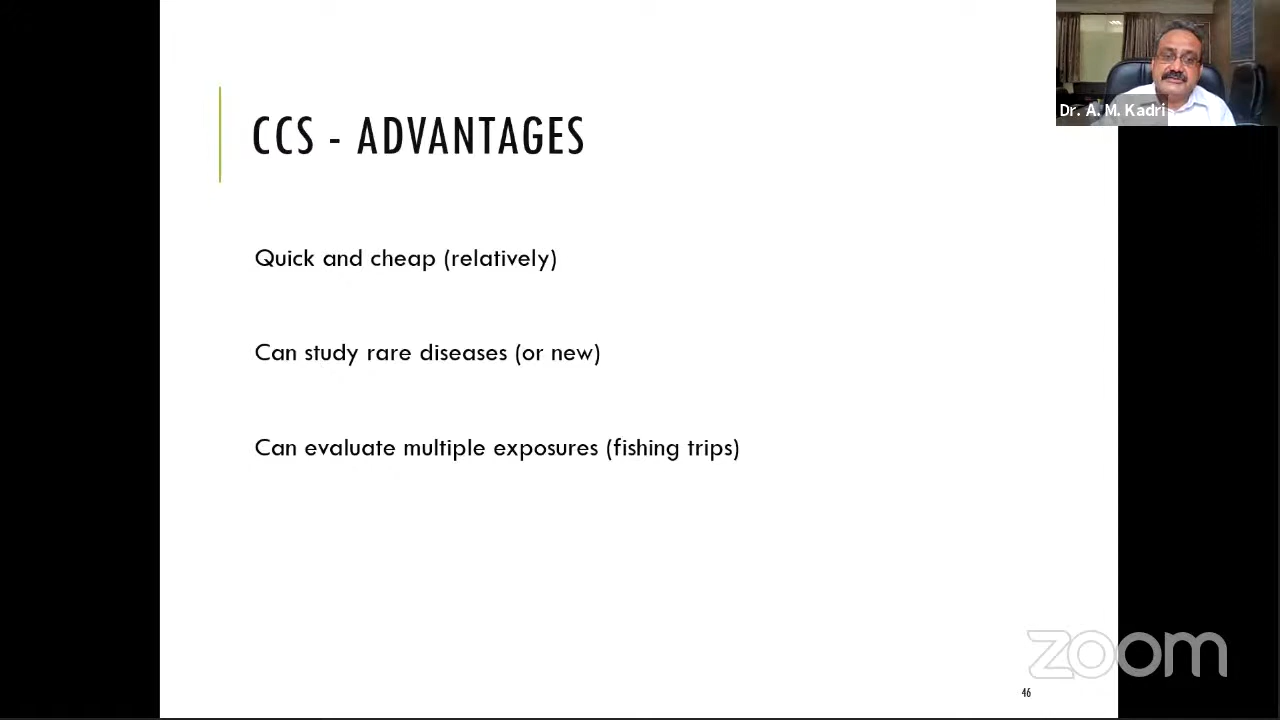 Dr. A. M. Kadri
CCS - ADVANTAGES
Quick and cheap (relatively)
Can study rare diseases (or new)
Can evaluate multiple exposures (fishing trips)
zoom
46